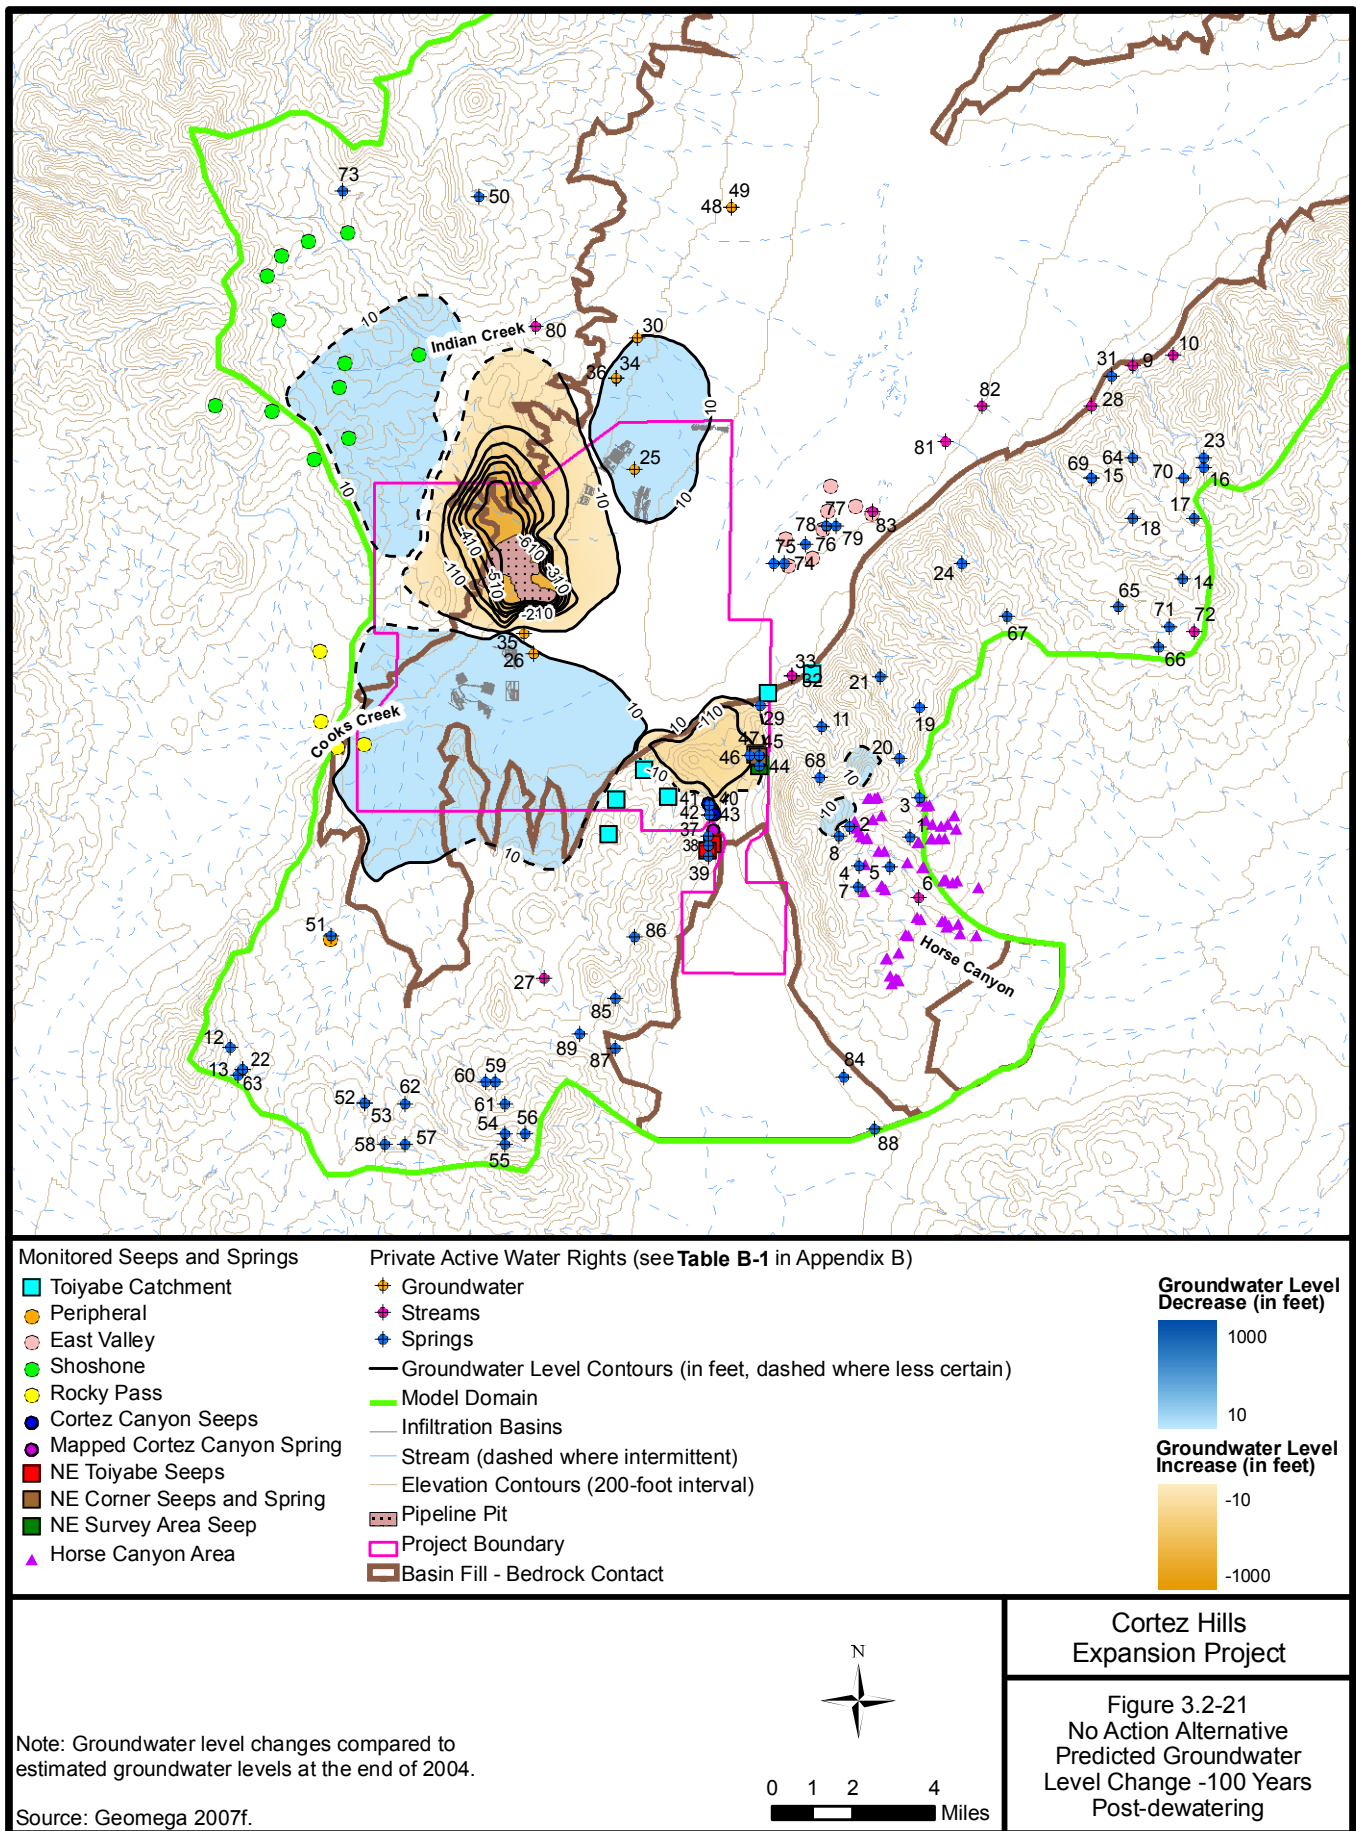 73
50
49
48
Indian Creek
80
30
34
36
25
10
10
10
10
-10
10
-410
-610
-110
-510
-310
-210
35
26
10
31
9
10
28
82
81
23
64
69
15
70
16
17
18
77
78
79
83
75
76
74
24
14
65
71
72
67
66
33
32
21
19
29
11
10
10
-110
-10
47
45
46
44
68
20
10
10
3
41
40
42
43
37
38
39
2
1
8
4
5
7
6
Cooks Creek
10
51
86
27
85
Horse Canyon
89
87
84
88
12
22
13
63
52
53
62
60
59
61
54
56
58
57
55
Monitored Seeps and Springs
Toiyabe Catchment
Peripheral
East Valley
Shoshone
Rocky Pass
Cortez Canyon Seeps
Mapped Cortez Canyon Spring
NE Toiyabe Seeps
NE Corner Seeps and Spring
NE Survey Area Seep
Horse Canyon Area
Private Active Water Rights (see Table B-1 in Appendix B)
Groundwater
Streams
Springs
Groundwater Level Contours (in feet, dashed where less certain)
Model Domain
Infiltration Basins
Stream (dashed where intermittent)
Elevation Contours (200-foot interval)
Pipeline Pit
Project Boundary
Basin Fill - Bedrock Contact
Groundwater Level
Decrease (in feet)
1000
10
Groundwater Level
Increase (in feet)
-10
-1000
Note: Groundwater level changes compared to
estimated groundwater levels at the end of 2004.
Source: Geomega 2007f.
N
0 1 2 4
Miles
Cortez Hills
Expansion Project
Figure 3.2-21
No Action Alternative
Predicted Groundwater
Level Change -100 Years
Post-dewatering